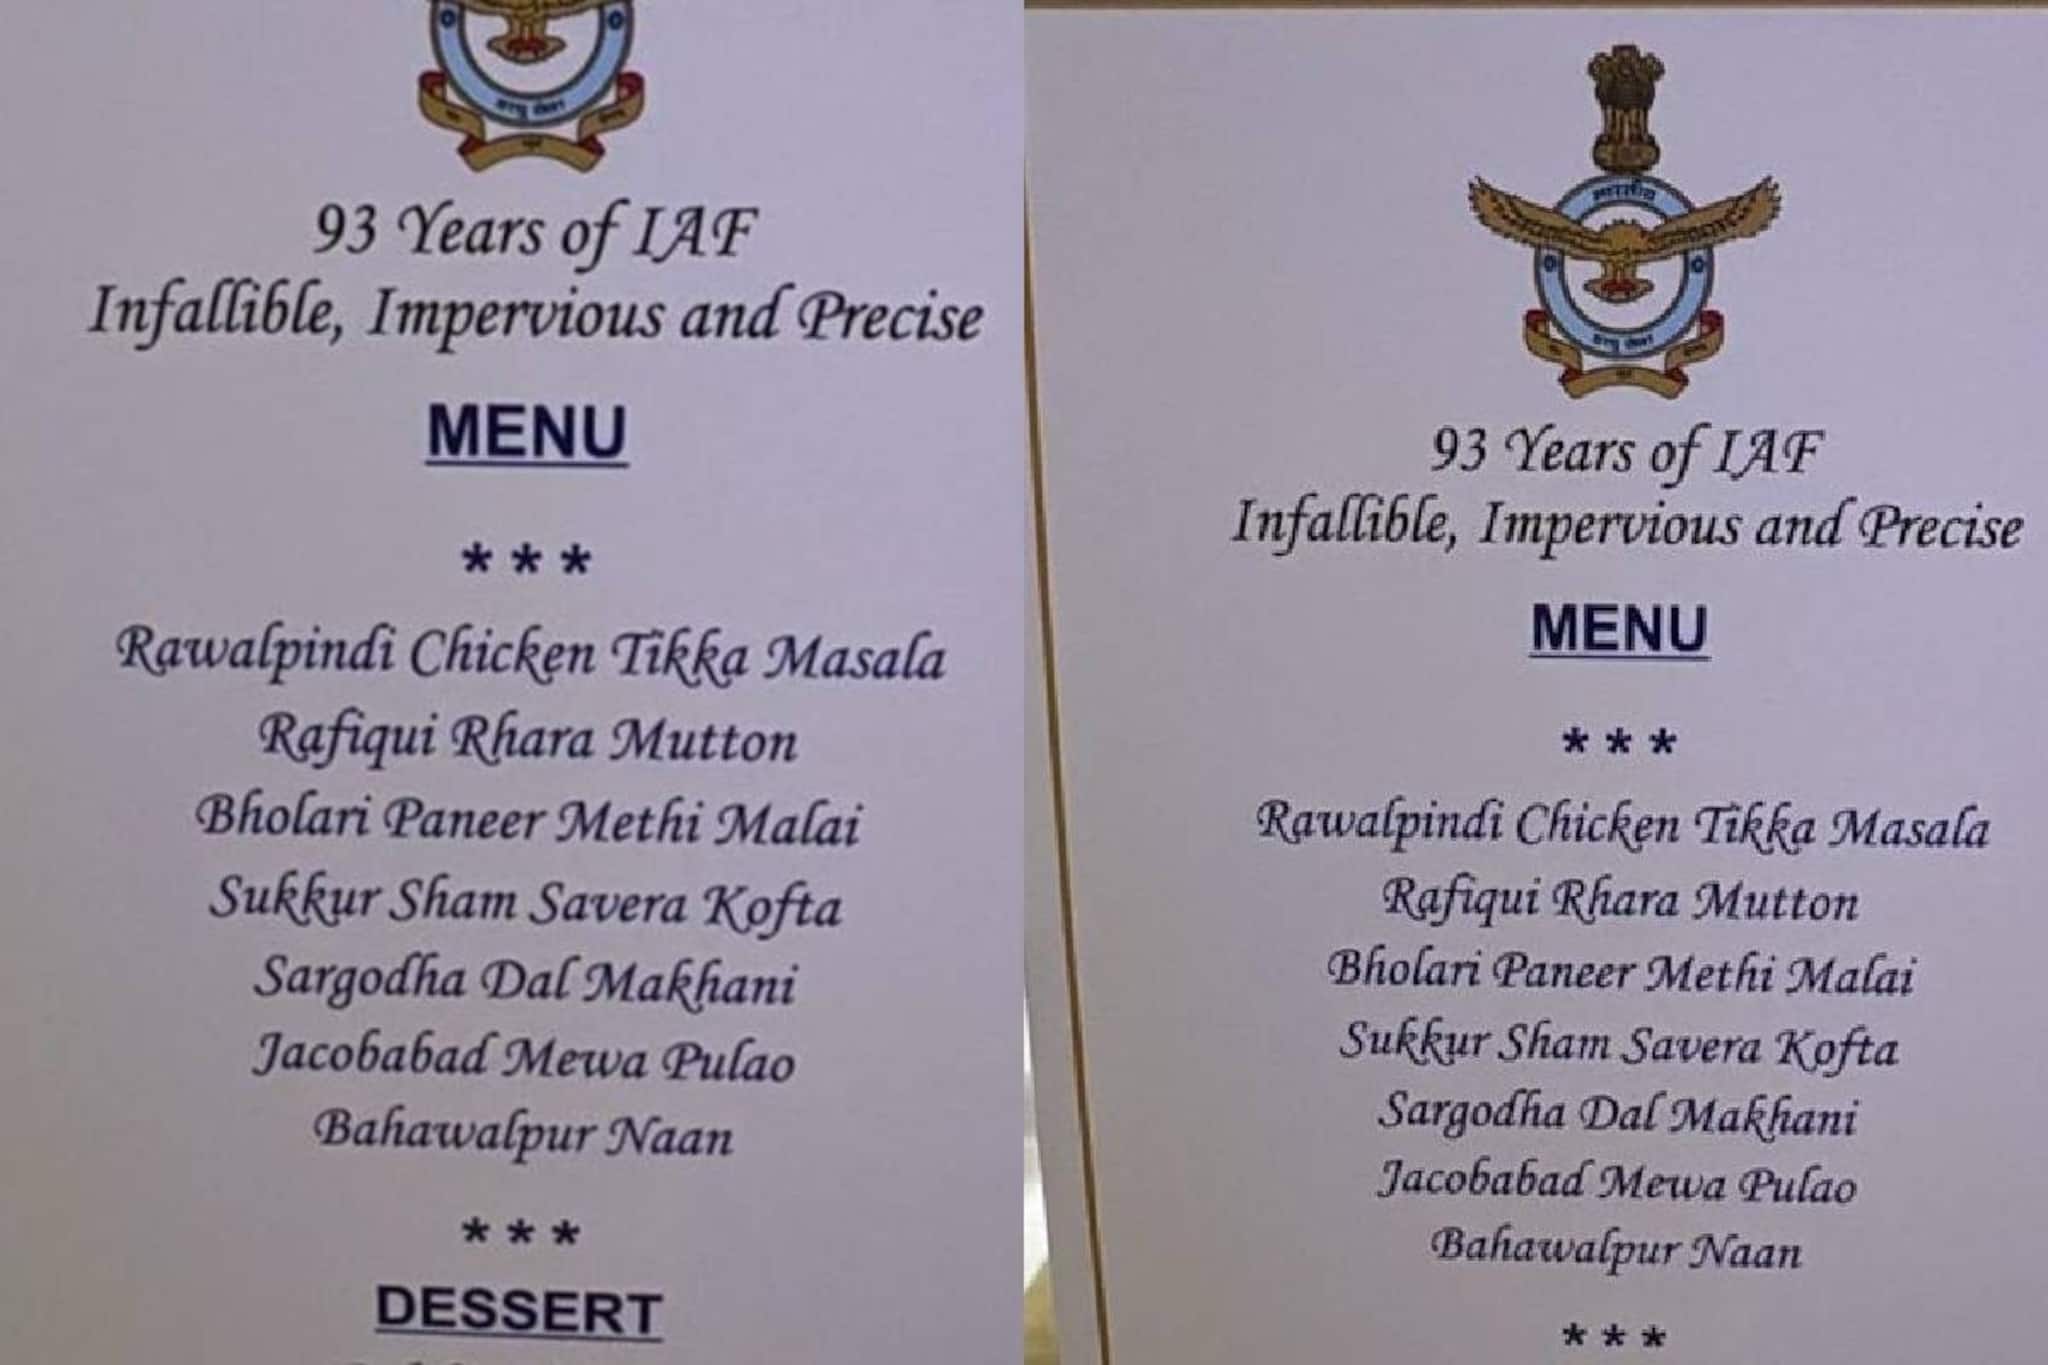 93 Years of IAF
Infallible, Impervious and Precise
MENU
***
Rawalpindi Chicken Tikka Masala
Rafiqui Rhara Mutton
Bholari Paneer Methi Malai
Sukkur Sham Savera Kofta
Sargodha Dal Makhani
Jacobabad Mewa Pulao
Bahawalpur Naan
***
DESSERT
भारतीय
93 Years of IAF
Infallible, Impervious and Precise
MENU
***
Rawalpindi Chicken Tikka Masala
Rafiqui Rhara Mutton
Bholari Paneer Methi Malai
Sukkur Sham Savera Kofta
Sargodha Dal Makhani
Jacobabad Mewa Pulao
Bahawalpur Naan
***